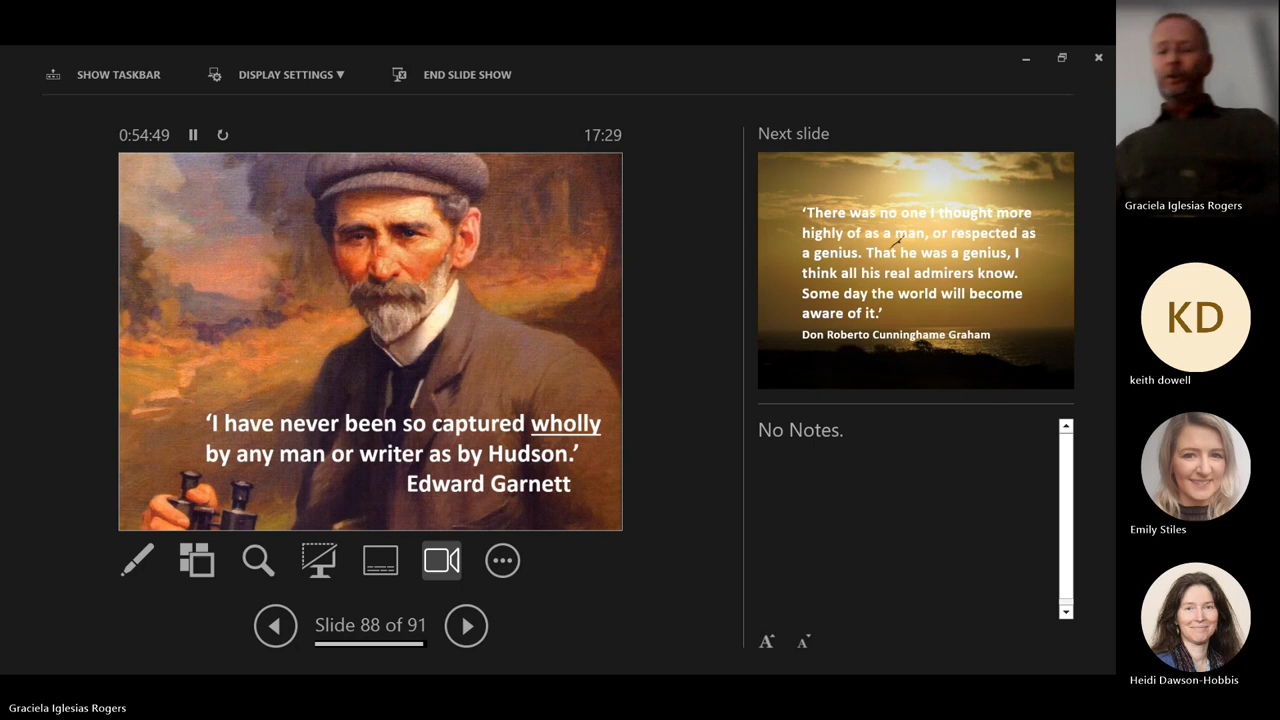 SHOW TASKBAR
DISPLAY SETTINGS ▼
END SLIDE SHOW
0:54:49
17:29
‘I have never been so captured wholly
by any man or writer as by Hudson.’
Edward Garnett
Slide 88 of 91
Next slide
‘There was no one I thought more
highly of as a man, or respected as
a genius. That he was a genius, I
think all his real admirers know.
Some day the world will become
aware of it.’
Don Roberto Cunninghame Graham
No Notes.
A A
Graciela Iglesias Rogers
KD
keith dowell
Emily Stiles
Heidi Dawson-Hobbis
Graciela Iglesias Rogers